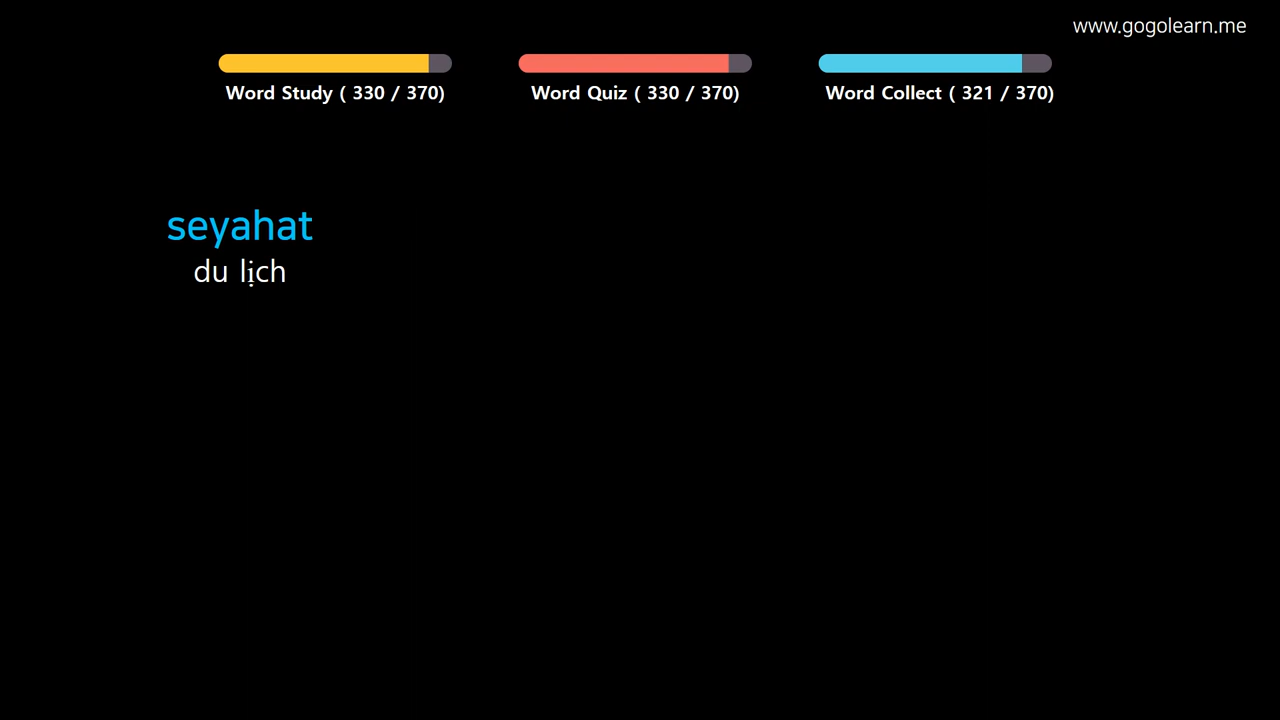 www.gogolearn.me
Word Study ( 330 / 370)
Word Quiz ( 330 / 370)
Word Collect ( 321 / 370)
seyahat
du lịch